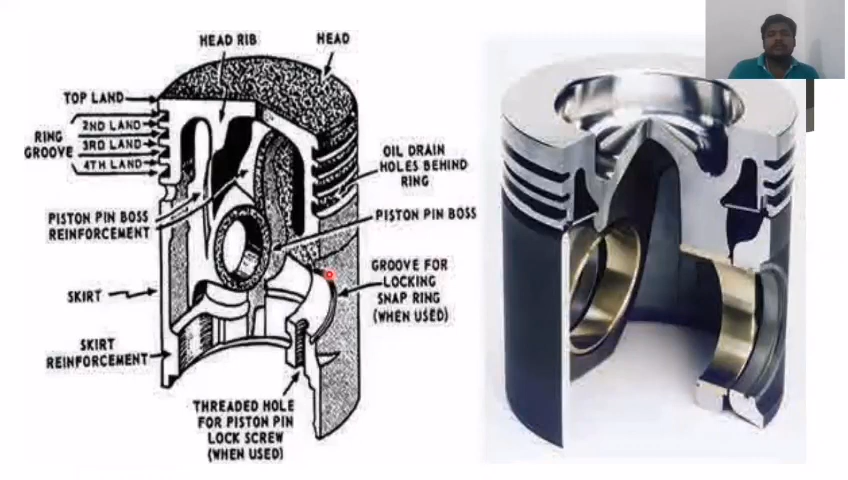 HEAD RIB
HEAD
TOP LAND
2ND LAND
RING
GROOVE
3RD LAND
4TH LAND
OIL DRAIN
HOLES BEHIND
RING
PISTON PIN BOSS
REINFORCEMENT
PISTON PIN BOSS
GROOVE FOR
LOCKING
SNAP RING
(WHEN USED)
SKIRT
SKIRT
REINFORCEMENT
THREADED HOLE
FOR PISTON PIN
LOCK SCREW
(WHEN USED)